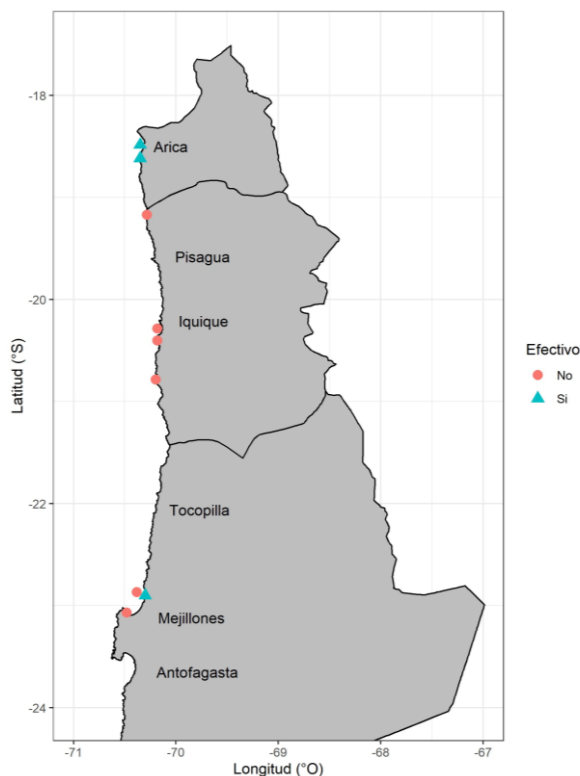 -18
Arica
Pisagua
-20
Iquique
Latitud (°S)
Efectivo
No
Si
-22
Tocopilla
Mejillones
Antofagasta
-24
-71 -70 -69 -68 -67
Longitud (°O)